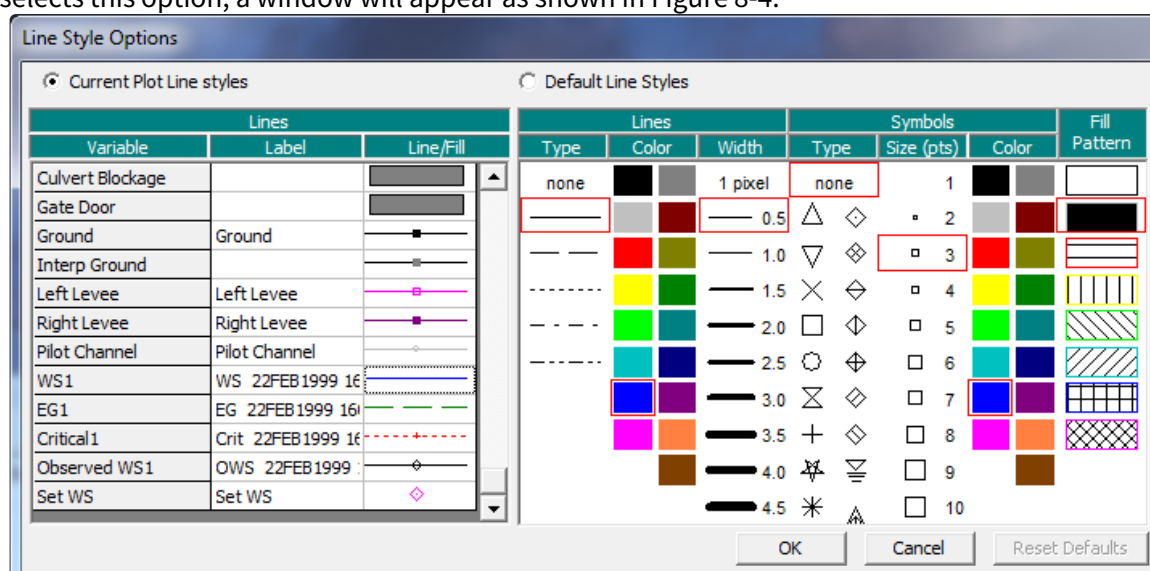 selects this option, a window will appear as shown in Figure 8-4.
Line Style Options
Current Plot Line styles
Default Line Styles
Lines
Variable Label Line/Fill
Culvert Blockage
Gate Door
Ground Ground
Interp Ground
Left Levee Left Levee
Right Levee Right Levee
Pilot Channel Pilot Channel
WS1 WS 22FEB1999 16
EG1 EG 22FEB1999 16
Critical1 Crit 22FEB1999 16
Observed WS1 OWS 22FEB1999
Set WS Set WS
Lines Symbols Fill Pattern
Type Color Width Type Size (pts) Color
none 1 pixel none 1
0.5 2
1.0 3
1.5 4
2.0 5
2.5 6
3.0 7
3.5 8
4.0 9
4.5 10
OK Cancel Reset Defaults